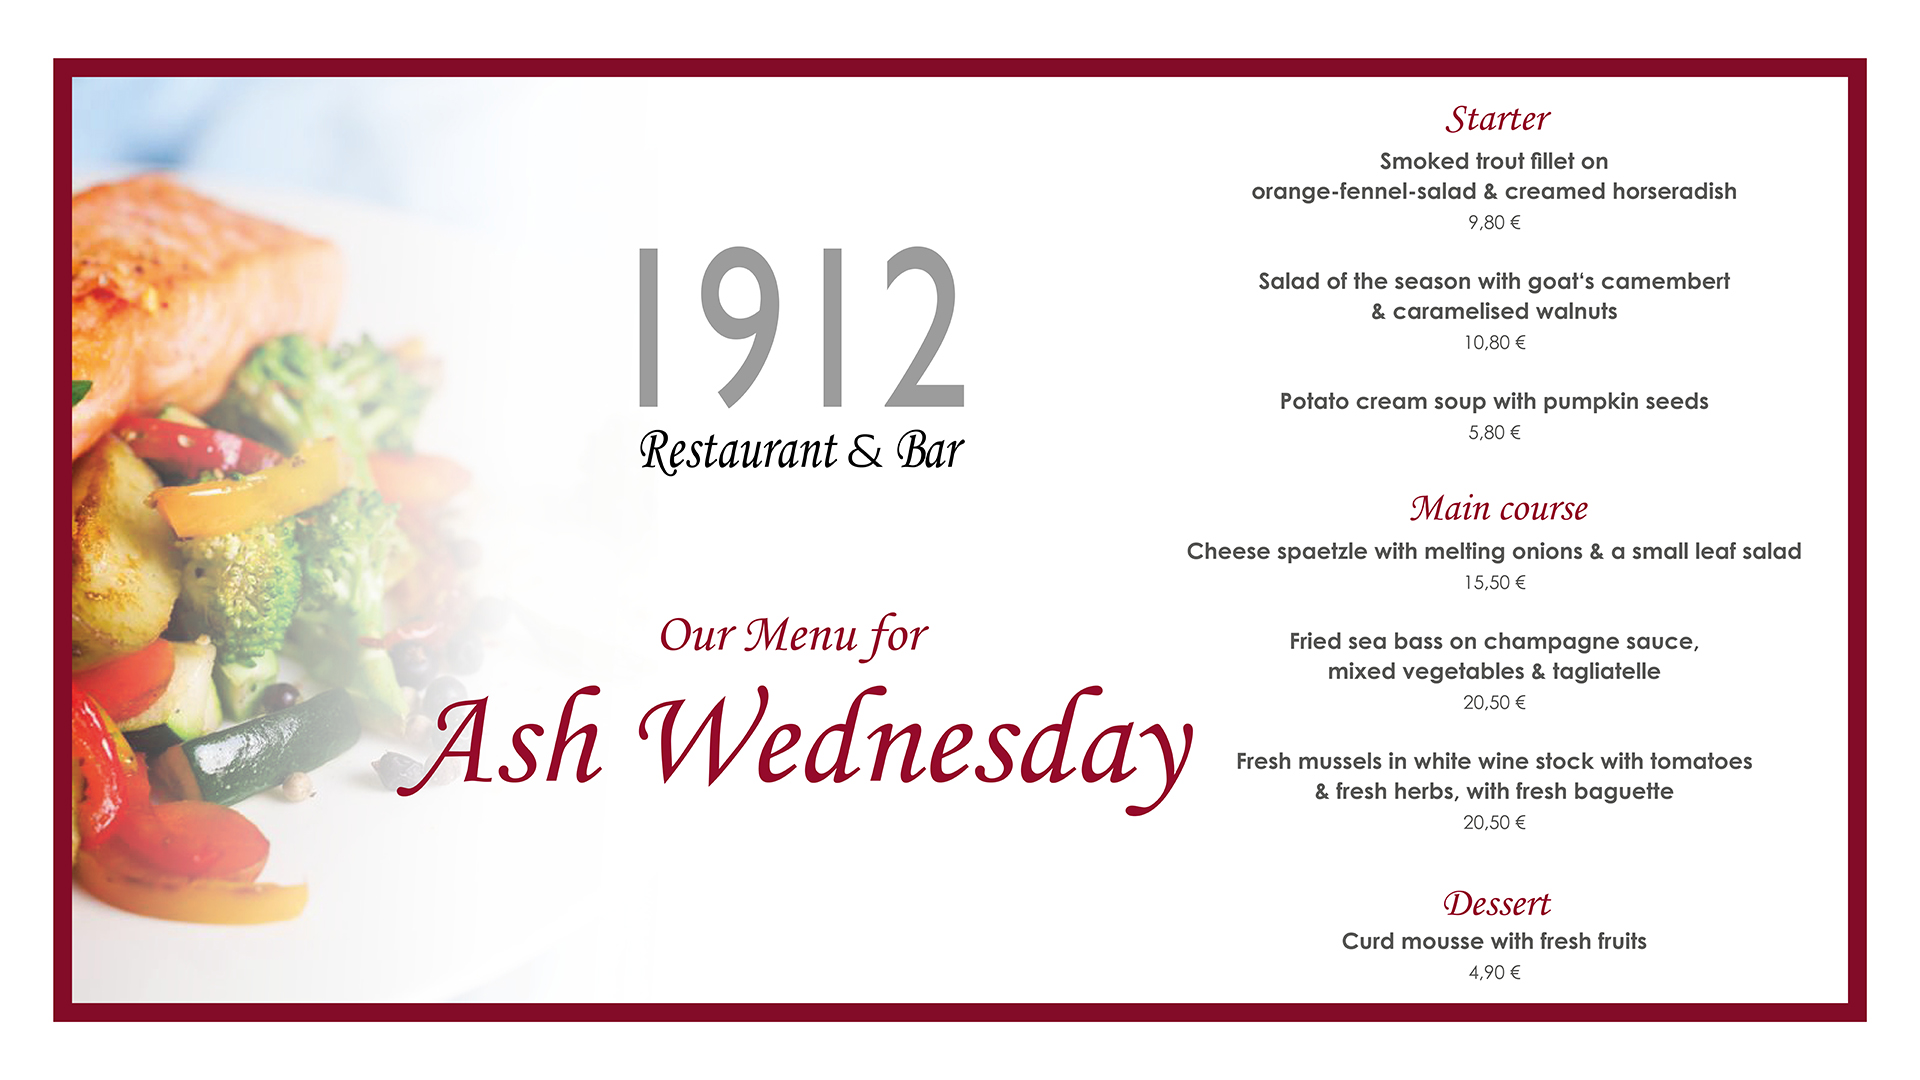 1912
Restaurant & Bar
Our Menu for
Ash Wednesday
Starter
Smoked trout fillet on
orange-fennel-salad & creamed horseradish
9,80 €
Salad of the season with goat‘s camembert
& caramelised walnuts
10,80 €
Potato cream soup with pumpkin seeds
5,80 €
Main course
Cheese spaetzle with melting onions & a small leaf salad
15,50 €
Fried sea bass on champagne sauce,
mixed vegetables & tagliatelle
20,50 €
Fresh mussels in white wine stock with tomatoes
& fresh herbs, with fresh baguette
20,50 €
Dessert
Curd mousse with fresh fruits
4,90 €